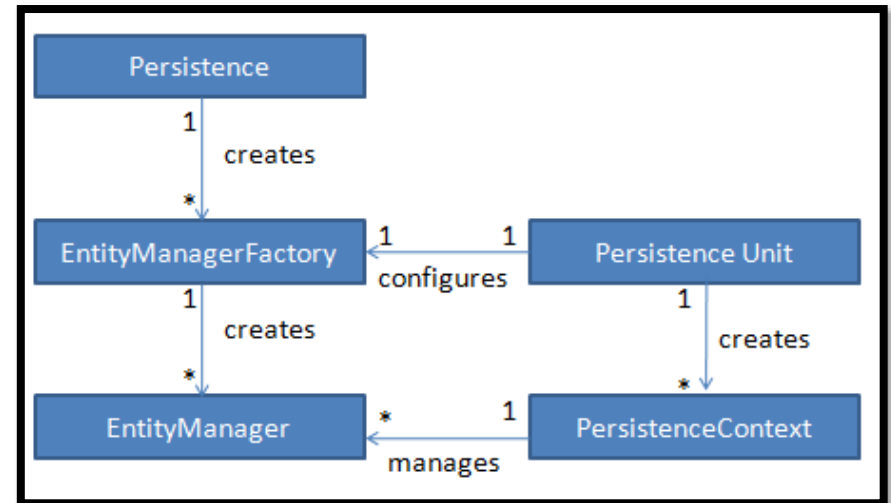 Persistence
1
creates
*
EntityManagerFactory
1
1
configures
Persistence Unit
1
creates
*
1
creates
*
EntityManager
*
1
manages
PersistenceContext